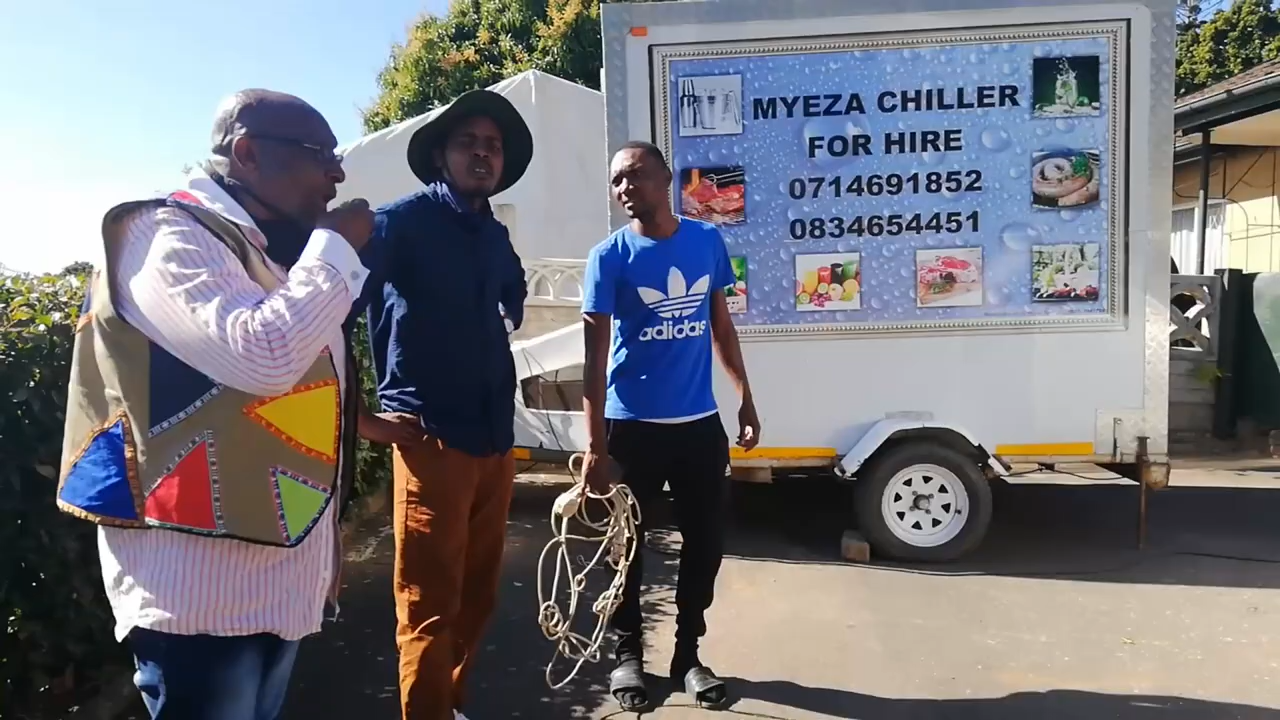 MYEZA CHILLER
FOR HIRE
0714691852
0834654451
adidas